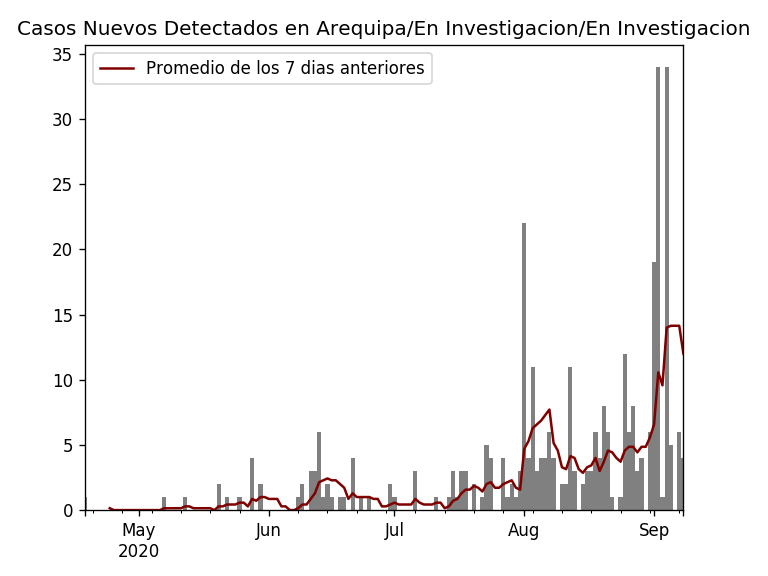 Casos Nuevos Detectados en Arequipa/En Investigacion/En Investigacion
Promedio de los 7 dias anteriores
35
30
25
20
15
10
5
0
May
2020
Jun
Jul
Aug
Sep